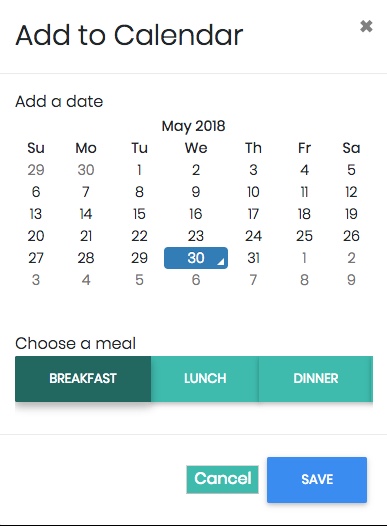 Add to Calendar
✖
Add a date
May 2018
Su Mo Tu We Th Fr Sa
29 30 1 2 3 4 5
6 7 8 9 10 11 12
13 14 15 16 17 18 19
20 21 22 23 24 25 26
27 28 29 30 31 1 2
3 4 5 6 7 8 9
Choose a meal
BREAKFAST LUNCH DINNER
Cancel SAVE